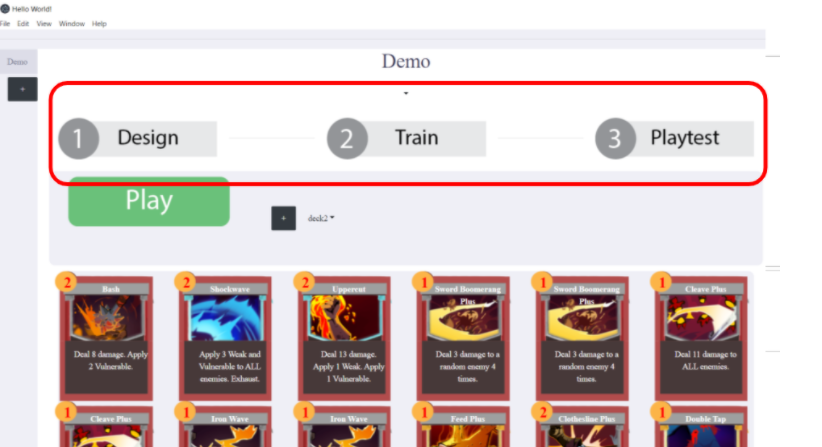 Hello World!
File Edit View Window Help
Demo
Demo
+
1 Design 2 Train 3 Playtest
Play
+ deck2
2 Bash
Deal 8 damage. Apply
2 Vulnerable.
2 Shockwave
Apply 3 Weak and
Vulnerable to ALL
enemies. Exhaust.
2 Uppercut
Deal 13 damage.
Apply 1 Weak. Apply
1 Vulnerable.
1 Sword Boomerang
Plus
Deal 3 damage to a
random enemy 4
times.
1 Sword Boomerang
Plus
Deal 3 damage to a
random enemy 4
times.
1 Cleave Plus
Deal 11 damage to
ALL enemies.
1 Cleave Plus
1 Iron Wave
1 Iron Wave
1 Feed Plus
2 Clothesline Plus
1 Double Tap